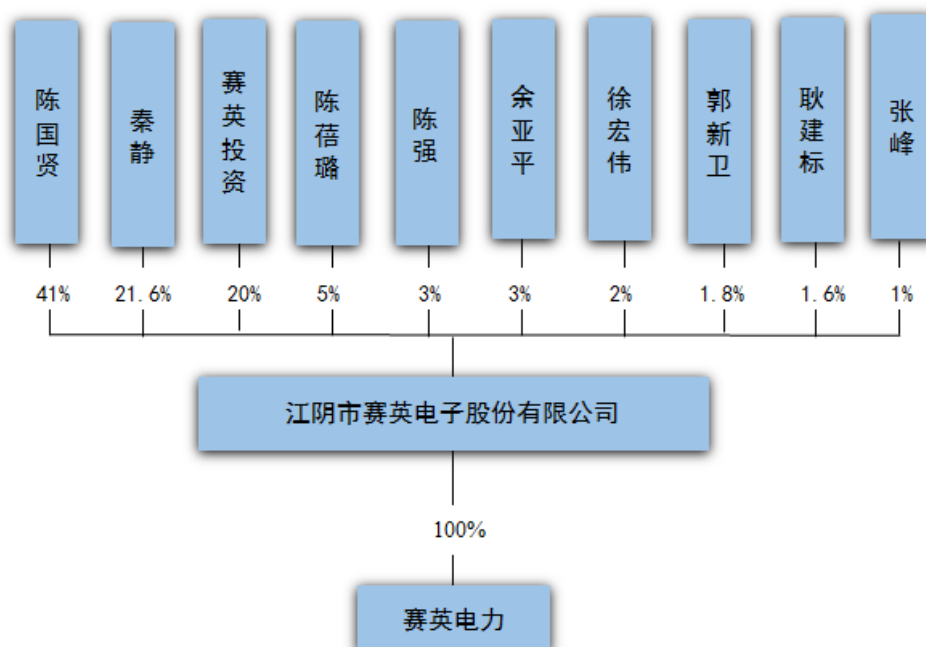 陈国贤
秦静
赛英投资
陈蓓璐
陈强
余亚平
徐宏伟
郭新卫
耿建标
张峰
41%
21.6%
20%
5%
3%
3%
2%
1.8%
1.6%
1%
江阴市赛英电子股份有限公司
100%
赛英电力